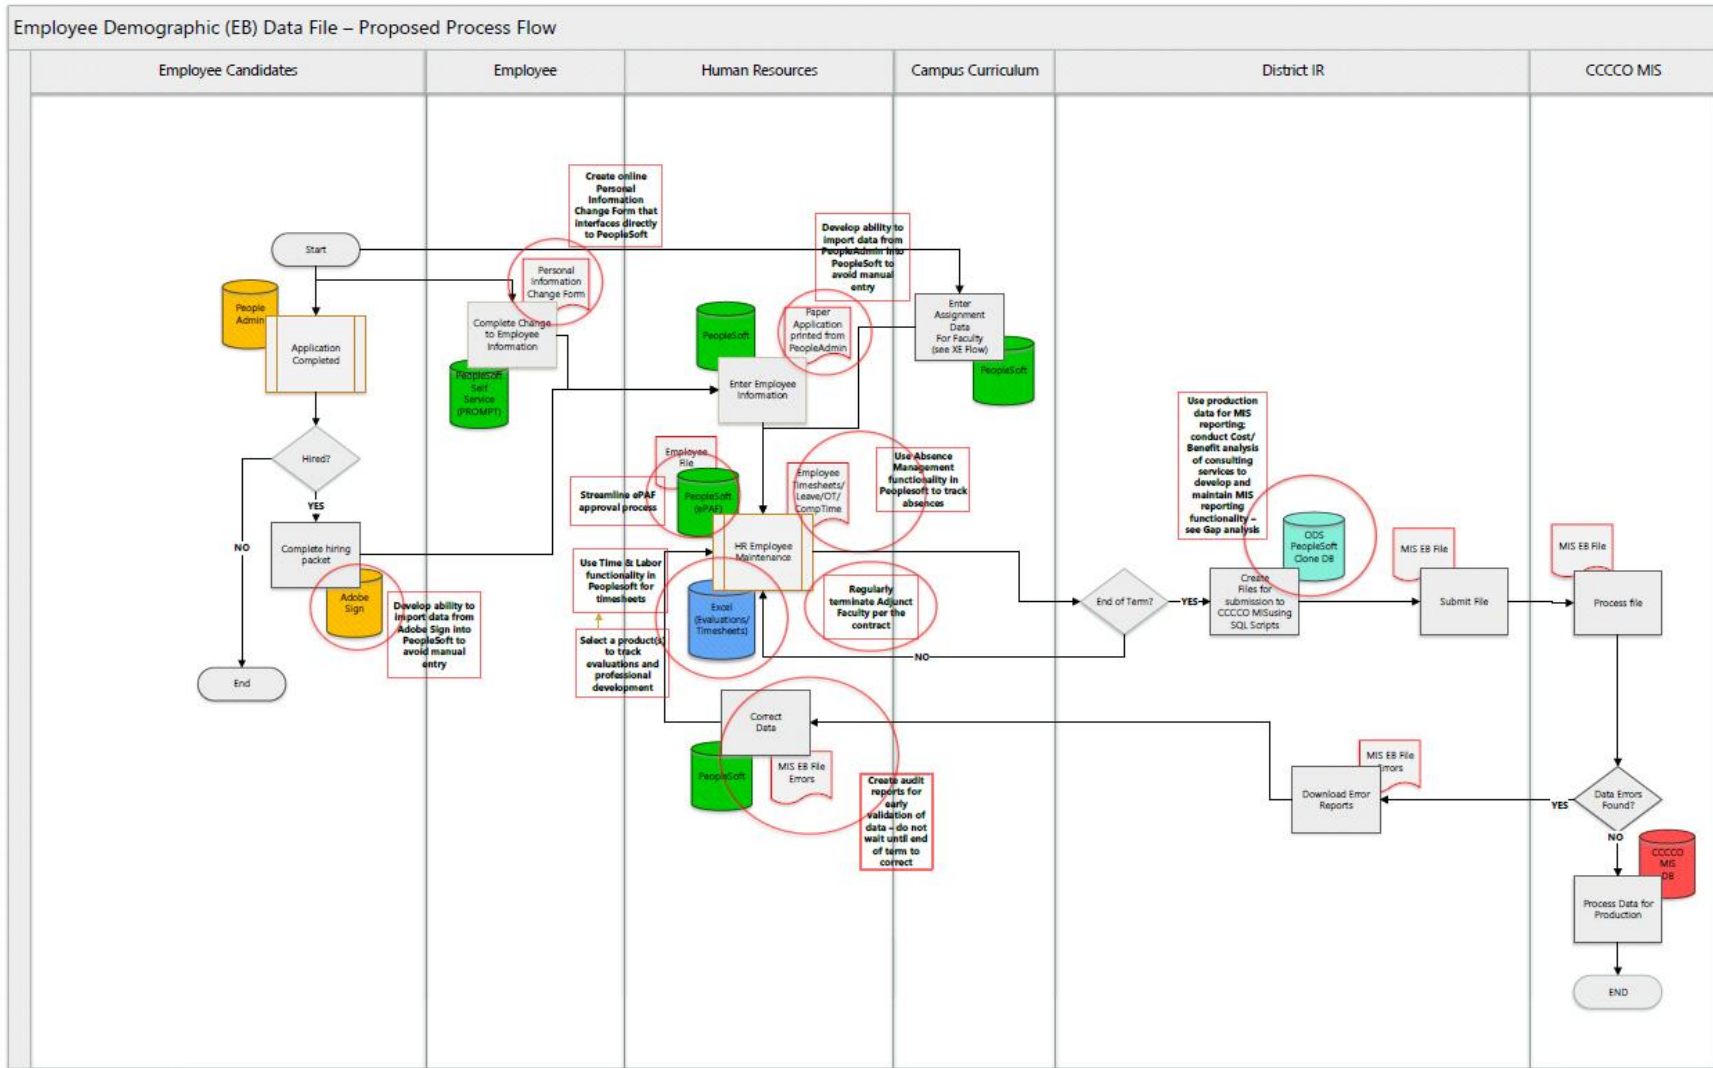 Employee Demographic (EB) Data File – Proposed Process Flow
Employee Candidates
Employee
Human Resources
Campus Curriculum
District IR
CCCCO MIS
Create online
Personal
Information
Change Form that
interfaces directly
to PeopleSoft
Develop ability to
import data from
PeopleAdmin into
PeopleSoft to
avoid manual
entry
Start
Personal
Information
Change Form
People
Admin
Application
Completed
Complete Change
to Employee
Information
PeopleSoft
Self
Service
(PROMPT)
PeopleSoft
Paper
Application
printed from
PeopleAdmin
Enter
Assignment
Data
For Faculty
(see XE Flow)
PeopleSoft
Enter Employee
Information
Hired?
YES
NO
Complete hiring
packet
Adobe
Sign
Develop ability to
import data from
Adobe Sign into
PeopleSoft to
avoid manual
entry
End
Employee
File
PeopleSoft
(ePAF)
Streamline ePAF
approval process
Employee
Timesheets/
Leave/OT/
CompTime
Use Absence
Management
functionality in
Peoplesoft to track
absences
HR Employee
Maintenance
Use Time & Labor
functionality in
Peoplesoft for
timesheets
Select a product(s)
to track
evaluations and
professional
development
Excel
(Evaluations/
Timesheets)
Regularly
terminate Adjunct
Faculty per the
contract
NO
Correct
Data
PeopleSoft
MIS EB File
Errors
Create audit
reports for
early
validation of
data – do not
wait until end
of term to
correct
Use production
data for MIS
reporting;
conduct Cost/
Benefit analysis
of consulting
services to
develop and
maintain MIS
reporting
functionality –
see Gap analysis
ODS
PeopleSoft
Clone DB
End of Term?
YES
Create
Files for
submission to
CCCCO MISusing
SQL Scripts
MIS EB File
Submit File
MIS EB File
Process file
MIS EB File
Errors
Download Error
Reports
YES
Data Errors
Found?
NO
CCCCO
MIS
DB
Process Data for
Production
END